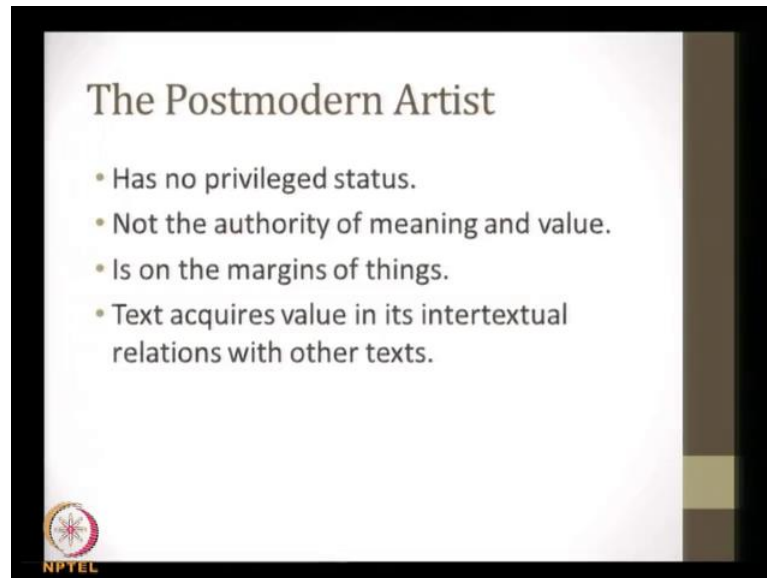 The Postmodern Artist
• Has no privileged status.
• Not the authority of meaning and value.
• Is on the margins of things.
• Text acquires value in its intertextual
relations with other texts.
NPTEL